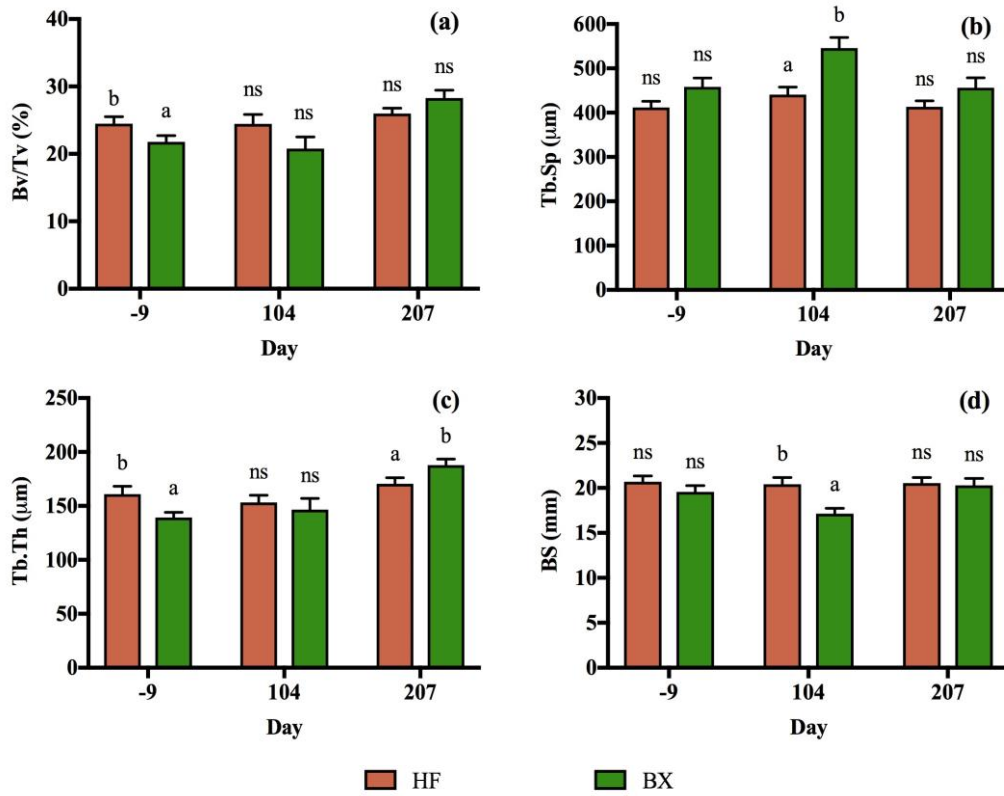 (a)
Bv/Tv (%)
40
30
20
10
0
b a ns ns ns ns
-9 104 207
Day
(b)
Tb.Sp (μm)
600
500
400
300
200
100
0
ns ns a b ns ns
-9 104 207
Day
(c)
Tb.Th (μm)
250
200
150
100
50
0
b a ns ns a b
-9 104 207
Day
(d)
BS (mm)
30
25
20
15
10
5
0
ns ns b a ns ns
-9 104 207
Day
HF BX